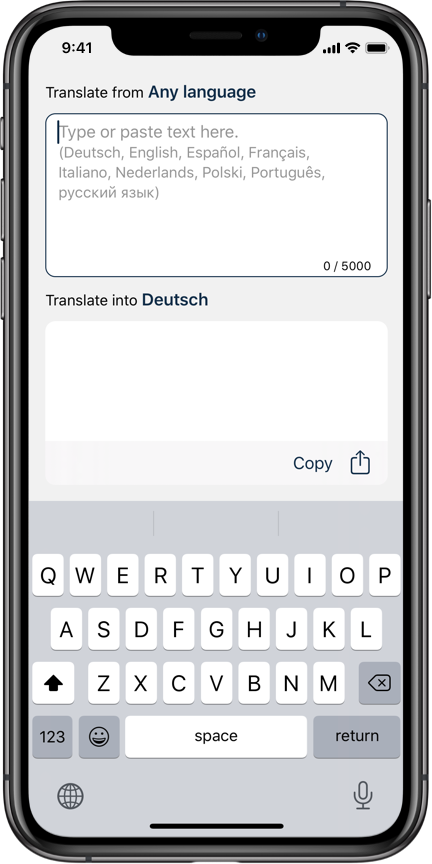 9:41
Translate from Any language
Type or paste text here.
(Deutsch, English, Español, Français,
Italiano, Nederlands, Polski, Português,
русский язык)
0 / 5000
Translate into Deutsch
Copy
Q W E R T Y U I O P
A S D F G H J K L
Z X C V B N M
123 space return